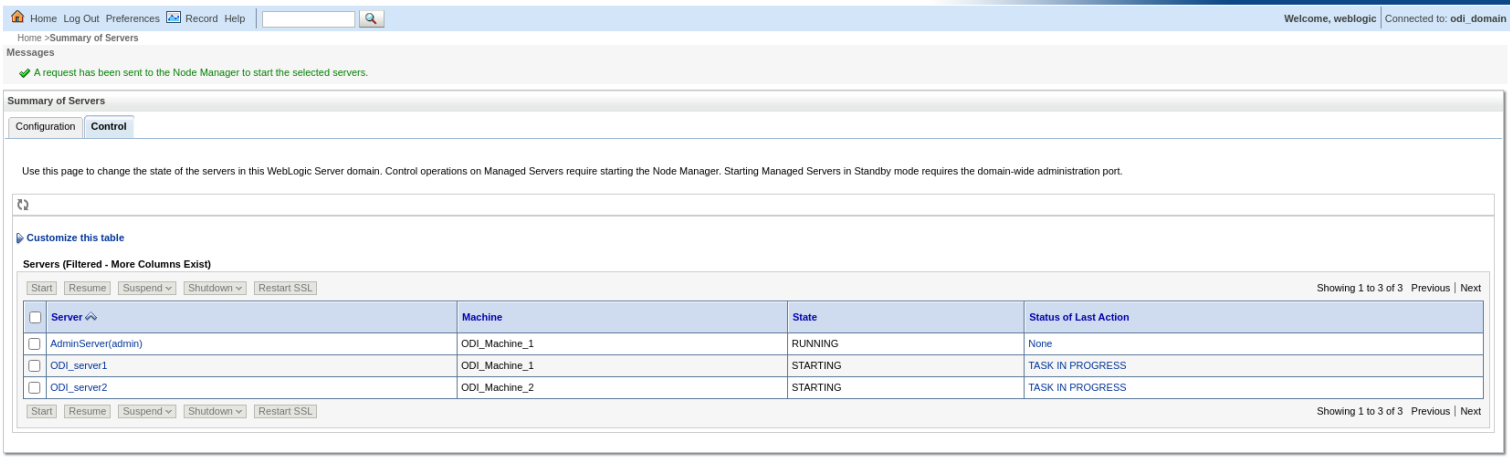 Home Log Out Preferences Record Help Welcome, weblogic Connected to: odi_domain
Home >Summary of Servers
Messages
A request has been sent to the Node Manager to start the selected servers.
Summary of Servers
Configuration Control
Use this page to change the state of the servers in this WebLogic Server domain. Control operations on Managed Servers require starting the Node Manager. Starting Managed Servers in Standby mode requires the domain-wide administration port.
Customize this table
Servers (Filtered - More Columns Exist)
Start Resume Suspend Shutdown Restart SSL Showing 1 to 3 of 3 Previous | Next
Server Machine State Status of Last Action
AdminServer(admin) ODI_Machine_1 RUNNING None
ODI_server1 ODI_Machine_1 STARTING TASK IN PROGRESS
ODI_server2 ODI_Machine_2 STARTING TASK IN PROGRESS
Start Resume Suspend Shutdown Restart SSL Showing 1 to 3 of 3 Previous | Next